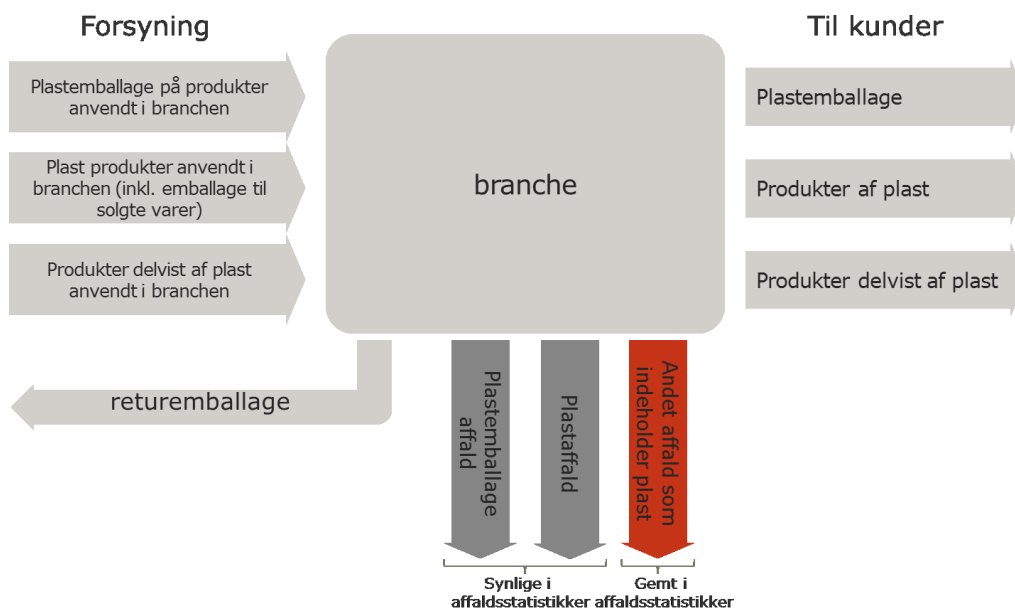 Forsyning
Til kunder
Plastemballage på produkter
anvendt i branchen
Plast produkter anvendt i
branchen (inkl. emballage til
solgte varer)
Produkter delvist af plast
anvendt i branchen
branche
Plastemballage
Produkter af plast
Produkter delvist af plast
returemballage
Plastemballage
affald
Plastaffald
Andet affald som
indeholder plast
Synlige i
affaldsstatistikker
Gemt i
affaldsstatistikker